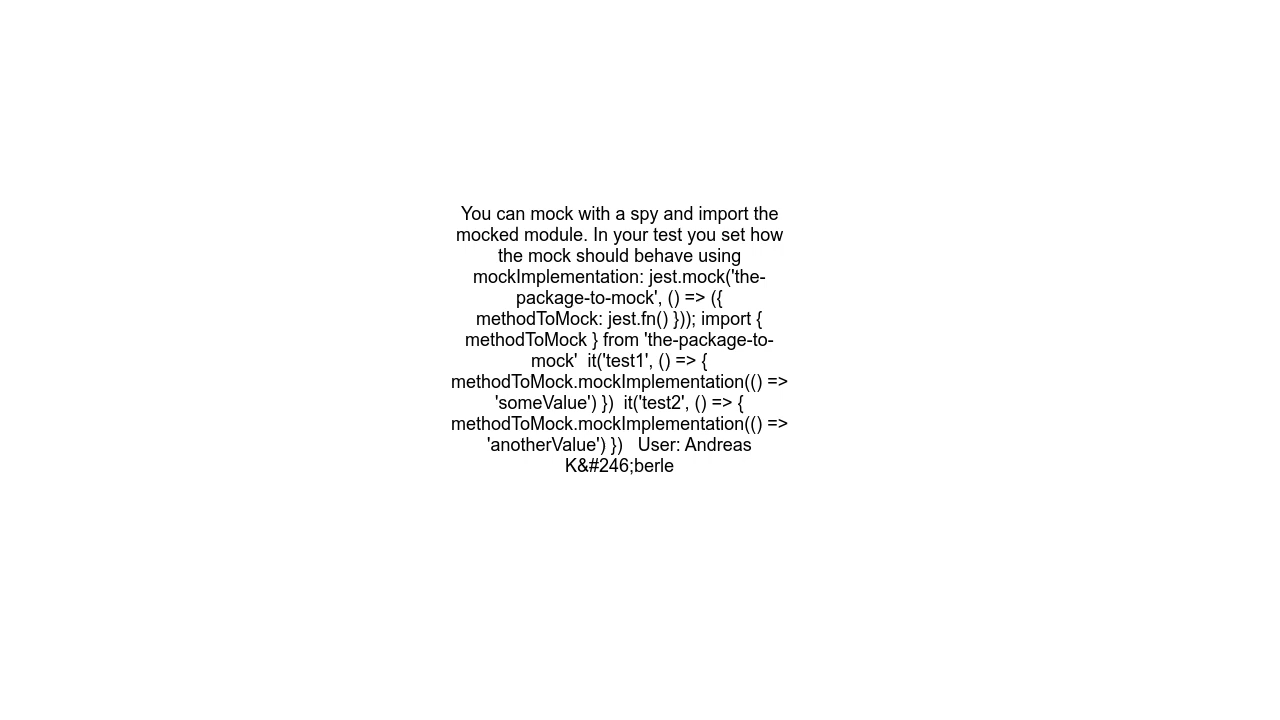 You can mock with a spy and import the
mocked module. In your test you set how
the mock should behave using
mockImplementation: jest.mock('the-
package-to-mock', () => ({
methodToMock: jest.fn() })); import {
methodToMock } from 'the-package-to-
mock'  it('test1', () => {
methodToMock.mockImplementation(() =>
'someValue') })  it('test2', () => {
methodToMock.mockImplementation(() =>
'anotherValue') })   User: Andreas
K&#246;berle